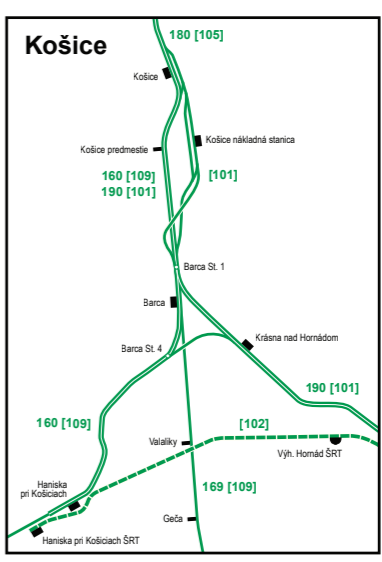 Košice
180 [105]
Košice
Košice nákladná stanica
Košice predmestie
160 [109]
190 [101]
[101]
Barca St. 1
Barca
Krásna nad Hornádom
Barca St. 4
190 [101]
160 [109]
[102]
Valaliky
Výh. Hornád ŠRT
Haniska
pri Košiciach
169 [109]
Geča
Haniska pri Košiciach ŠRT